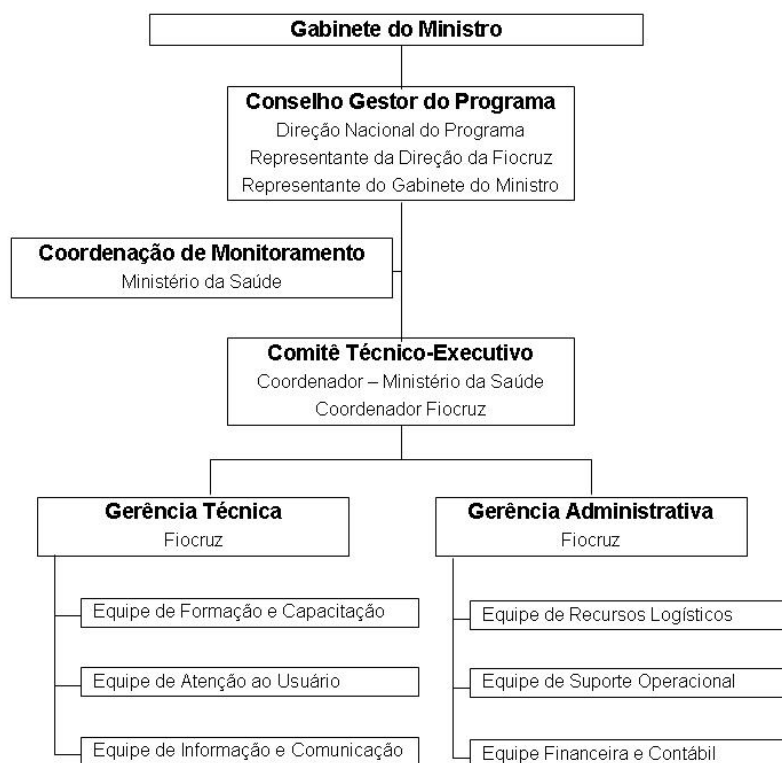 Gabinete do Ministro
Conselho Gestor do Programa
Direção Nacional do Programa
Representante da Direção da Fiocruz
Representante do Gabinete do Ministro
Coordenação de Monitoramento
Ministério da Saúde
Comitê Técnico-Executivo
Coordenador – Ministério da Saúde
Coordenador Fiocruz
Gerência Técnica
Fiocruz
Equipe de Formação e Capacitação
Equipe de Atenção ao Usuário
Equipe de Informação e Comunicação
Gerência Administrativa
Fiocruz
Equipe de Recursos Logísticos
Equipe de Suporte Operacional
Equipe Financeira e Contábil